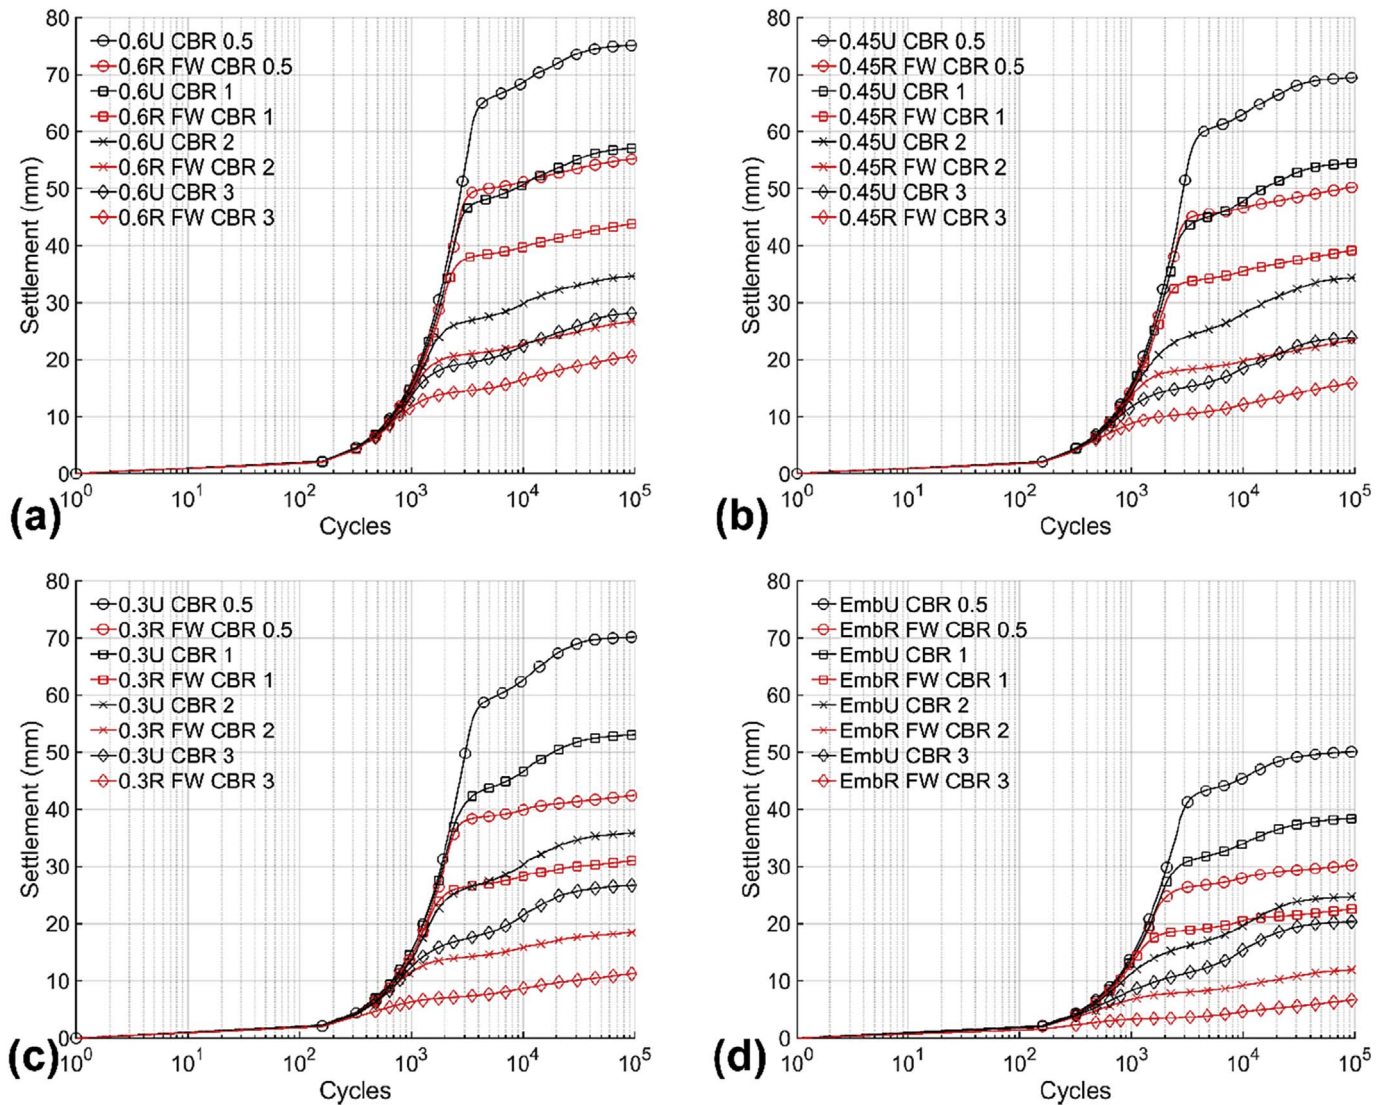 80
70
60
50
40
30
20
10
0
Settlement (mm)
0.6U CBR 0.5
0.6R FW CBR 0.5
0.6U CBR 1
0.6R FW CBR 1
0.6U CBR 2
0.6R FW CBR 2
0.6U CBR 3
0.6R FW CBR 3
10^0 10^1 10^2 10^3 10^4 10^5
Cycles
(a)
80
70
60
50
40
30
20
10
0
Settlement (mm)
0.45U CBR 0.5
0.45R FW CBR 0.5
0.45U CBR 1
0.45R FW CBR 1
0.45U CBR 2
0.45R FW CBR 2
0.45U CBR 3
0.45R FW CBR 3
10^0 10^1 10^2 10^3 10^4 10^5
Cycles
(b)
80
70
60
50
40
30
20
10
0
Settlement (mm)
0.3U CBR 0.5
0.3R FW CBR 0.5
0.3U CBR 1
0.3R FW CBR 1
0.3U CBR 2
0.3R FW CBR 2
0.3U CBR 3
0.3R FW CBR 3
10^0 10^1 10^2 10^3 10^4 10^5
Cycles
(c)
80
70
60
50
40
30
20
10
0
Settlement (mm)
EmbU CBR 0.5
EmbR FW CBR 0.5
EmbU CBR 1
EmbR FW CBR 1
EmbU CBR 2
EmbR FW CBR 2
EmbU CBR 3
EmbR FW CBR 3
10^0 10^1 10^2 10^3 10^4 10^5
Cycles
(d)